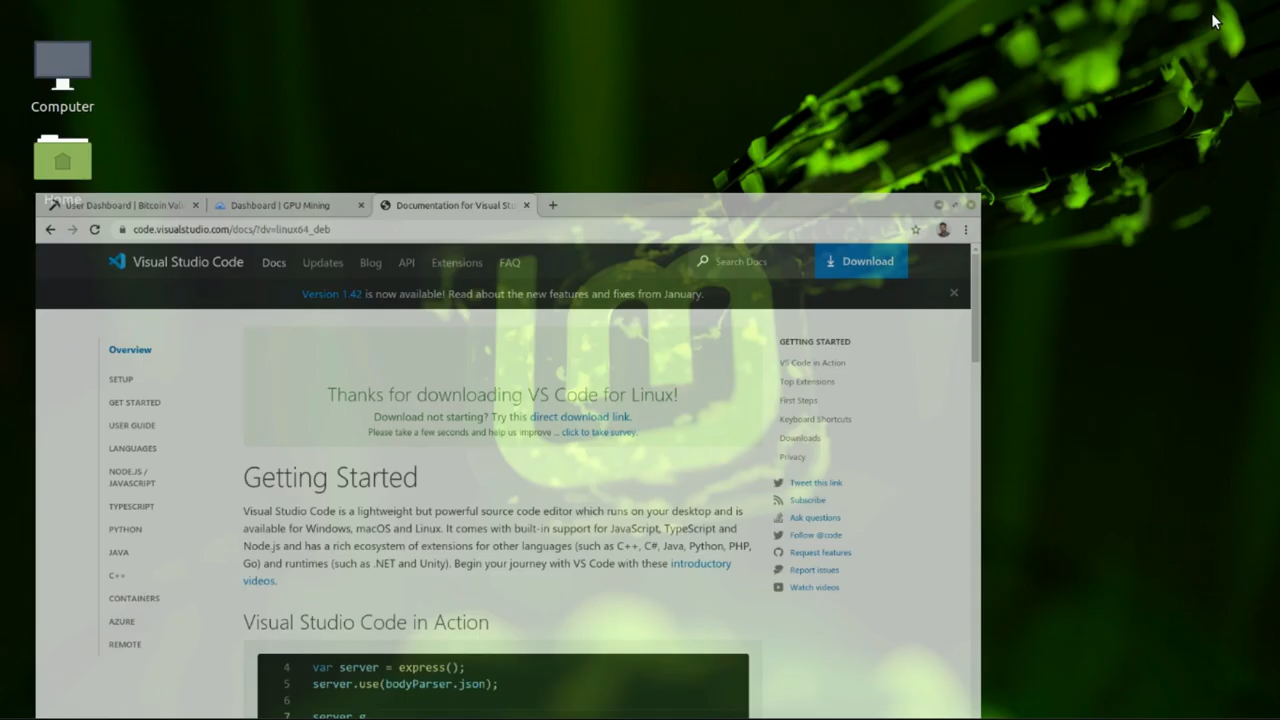 Computer
Home
User Dashboard | Bitcoin Valu
Dashboard | GPU Mining
Documentation for Visual Stu
code.visualstudio.com/docs/?dv=linux64_deb
Visual Studio Code
Docs
Updates
Blog
API
Extensions
FAQ
Search Docs
Download
Version 1.42 is now available! Read about the new features and fixes from January.
Overview
SETUP
GET STARTED
USER GUIDE
LANGUAGES
NODE.JS /
JAVASCRIPT
TYPESCRIPT
PYTHON
JAVA
C++
CONTAINERS
AZURE
REMOTE
Thanks for downloading VS Code for Linux!
Download not starting? Try this direct download link.
Please take a few seconds and help us improve ... click to take survey.
Getting Started
Visual Studio Code is a lightweight but powerful source code editor which runs on your desktop and is
available for Windows, macOS and Linux. It comes with built-in support for JavaScript, TypeScript and
Node.js and has a rich ecosystem of extensions for other languages (such as C++, C#, Java, Python, PHP,
Go) and runtimes (such as .NET and Unity). Begin your journey with VS Code with these introductory
videos.
Visual Studio Code in Action
4 var server = express();
5 server.use(bodyParser.json);
6
7 server.g
GETTING STARTED
VS Code in Action
Top Extensions
First Steps
Keyboard Shortcuts
Downloads
Privacy
Tweet this link
Subscribe
Ask questions
Follow @code
Request features
Report issues
Watch videos